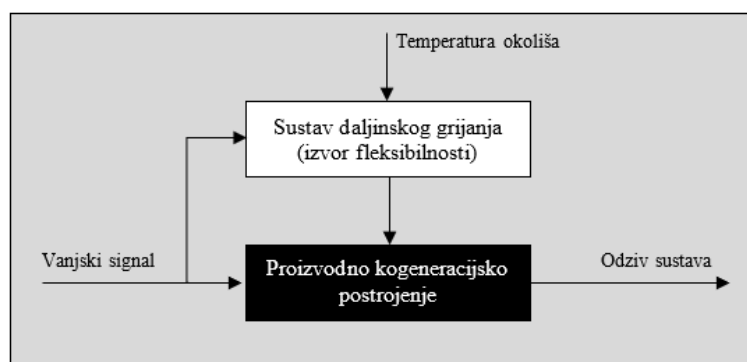 Temperatura okoliša
Sustav daljinskog grijanja
(izvor fleksibilnosti)
Vanjski signal
Proizvodno kogeneracijsko
postrojenje
Odziv sustava